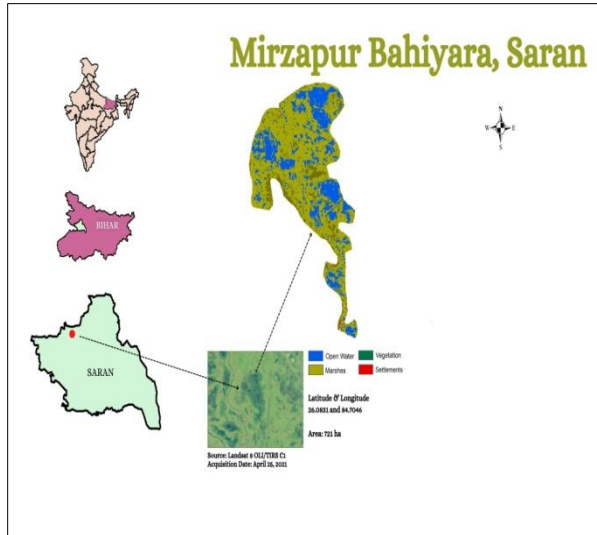 Mirzapur Bahiyara, Saran
N
W E
S
BIHAR
SARAN
Open Water
Vegetation
Marshes
Settlements
Latitude & Longitude
26.0821 and 84.7046
Area: 721 ha
Source: Landsat 8 OLI/TIRS C1
Acquisition Date: April 25, 2021